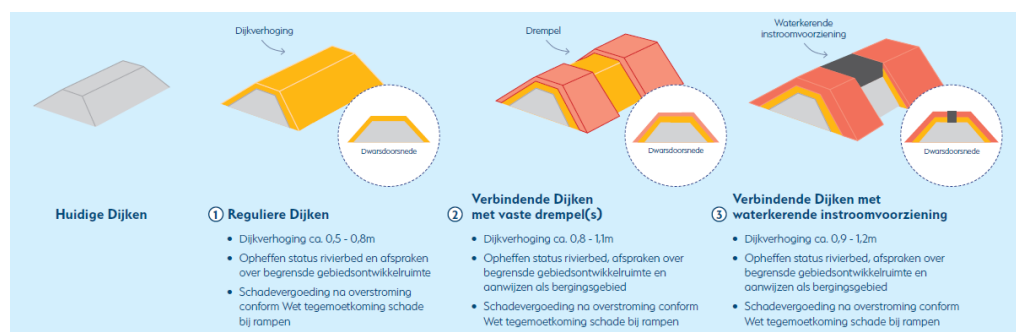 Dijkverhoging
Drempel
Waterkerende
instroomvoorziening
Dwarsdoorsnede
Dwarsdoorsnede
Dwarsdoorsnede
Huidige Dijken
1 Reguliere Dijken
• Dijkverhoging ca. 0,5 - 0,8m
• Opheffen status rivierbed en afspraken
over begrensde gebiedsontwikkelruimte
• Schadevergoeding na overstroming
conform Wet tegemoetkoming schade
bij rampen
2 Verbindende Dijken
met vaste drempel(s)
• Dijkverhoging ca. 0,8 - 1,1m
• Opheffen status rivierbed, afspraken over
begrensde gebiedsontwikkelruimte en
aanwijzen als bergingsgebied
• Schadevergoeding na overstroming conform
Wet tegemoetkoming schade bij rampen
3 Verbindende Dijken met
waterkerende instroomvoorziening
• Dijkverhoging ca. 0,9 - 1,2m
• Opheffen status rivierbed, afspraken over
begrensde gebiedsontwikkelruimte en
aanwijzen als bergingsgebied
• Schadevergoeding na overstroming conform
Wet tegemoetkoming schade bij rampen